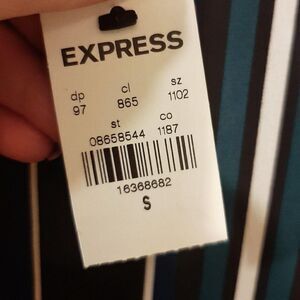 EXPRESS
dp cl sz
97 865 1102
st co
08658544 1187
16368682
S